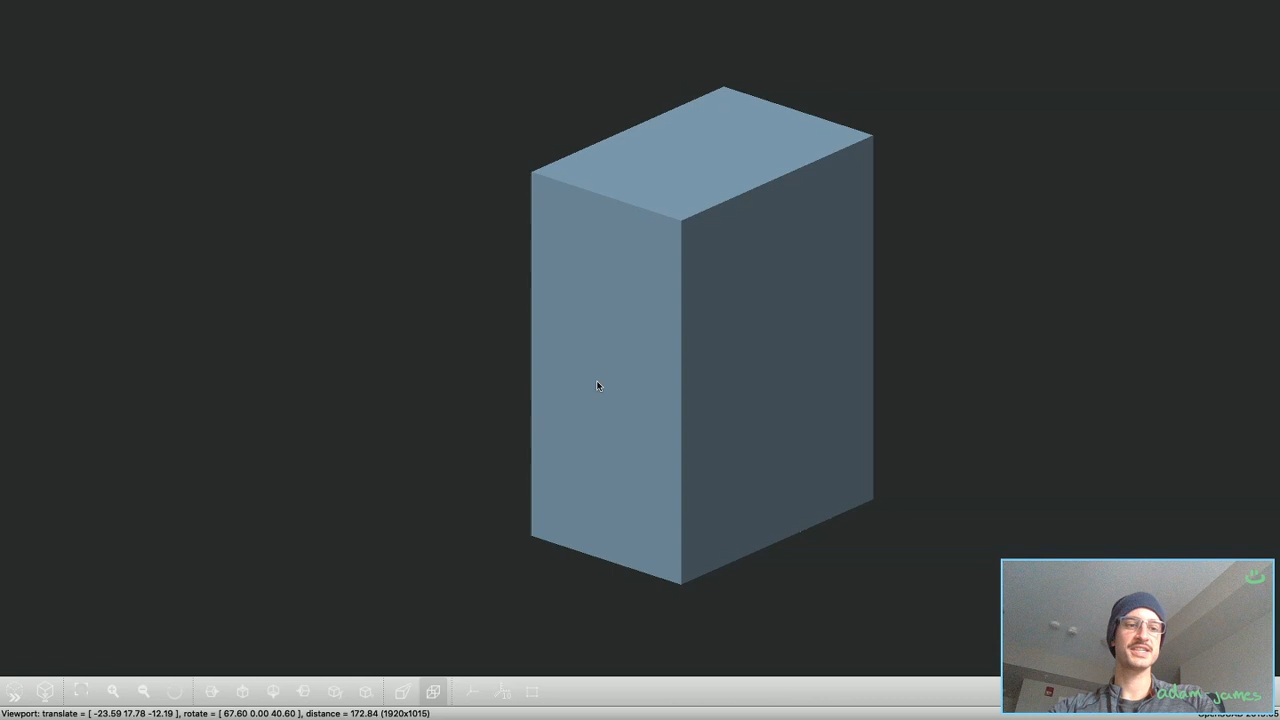 adam james
Viewport: translate = [ -23.59 17.78 -12.19 ], rotate = [ 67.60 0.00 40.60 ], distance = 172.84 (1920x1015)